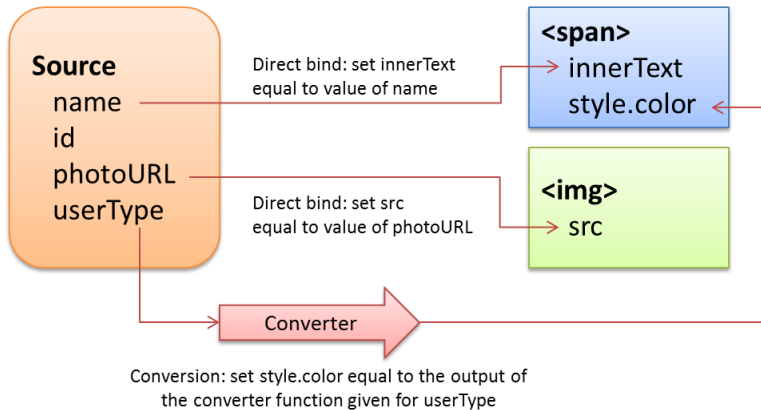 Source
name
id
photoURL
userType
Direct bind: set innerText
equal to value of name
<span>
innerText
style.color
Direct bind: set src
equal to value of photoURL
<img>
src
Converter
Conversion: set style.color equal to the output of
the converter function given for userType